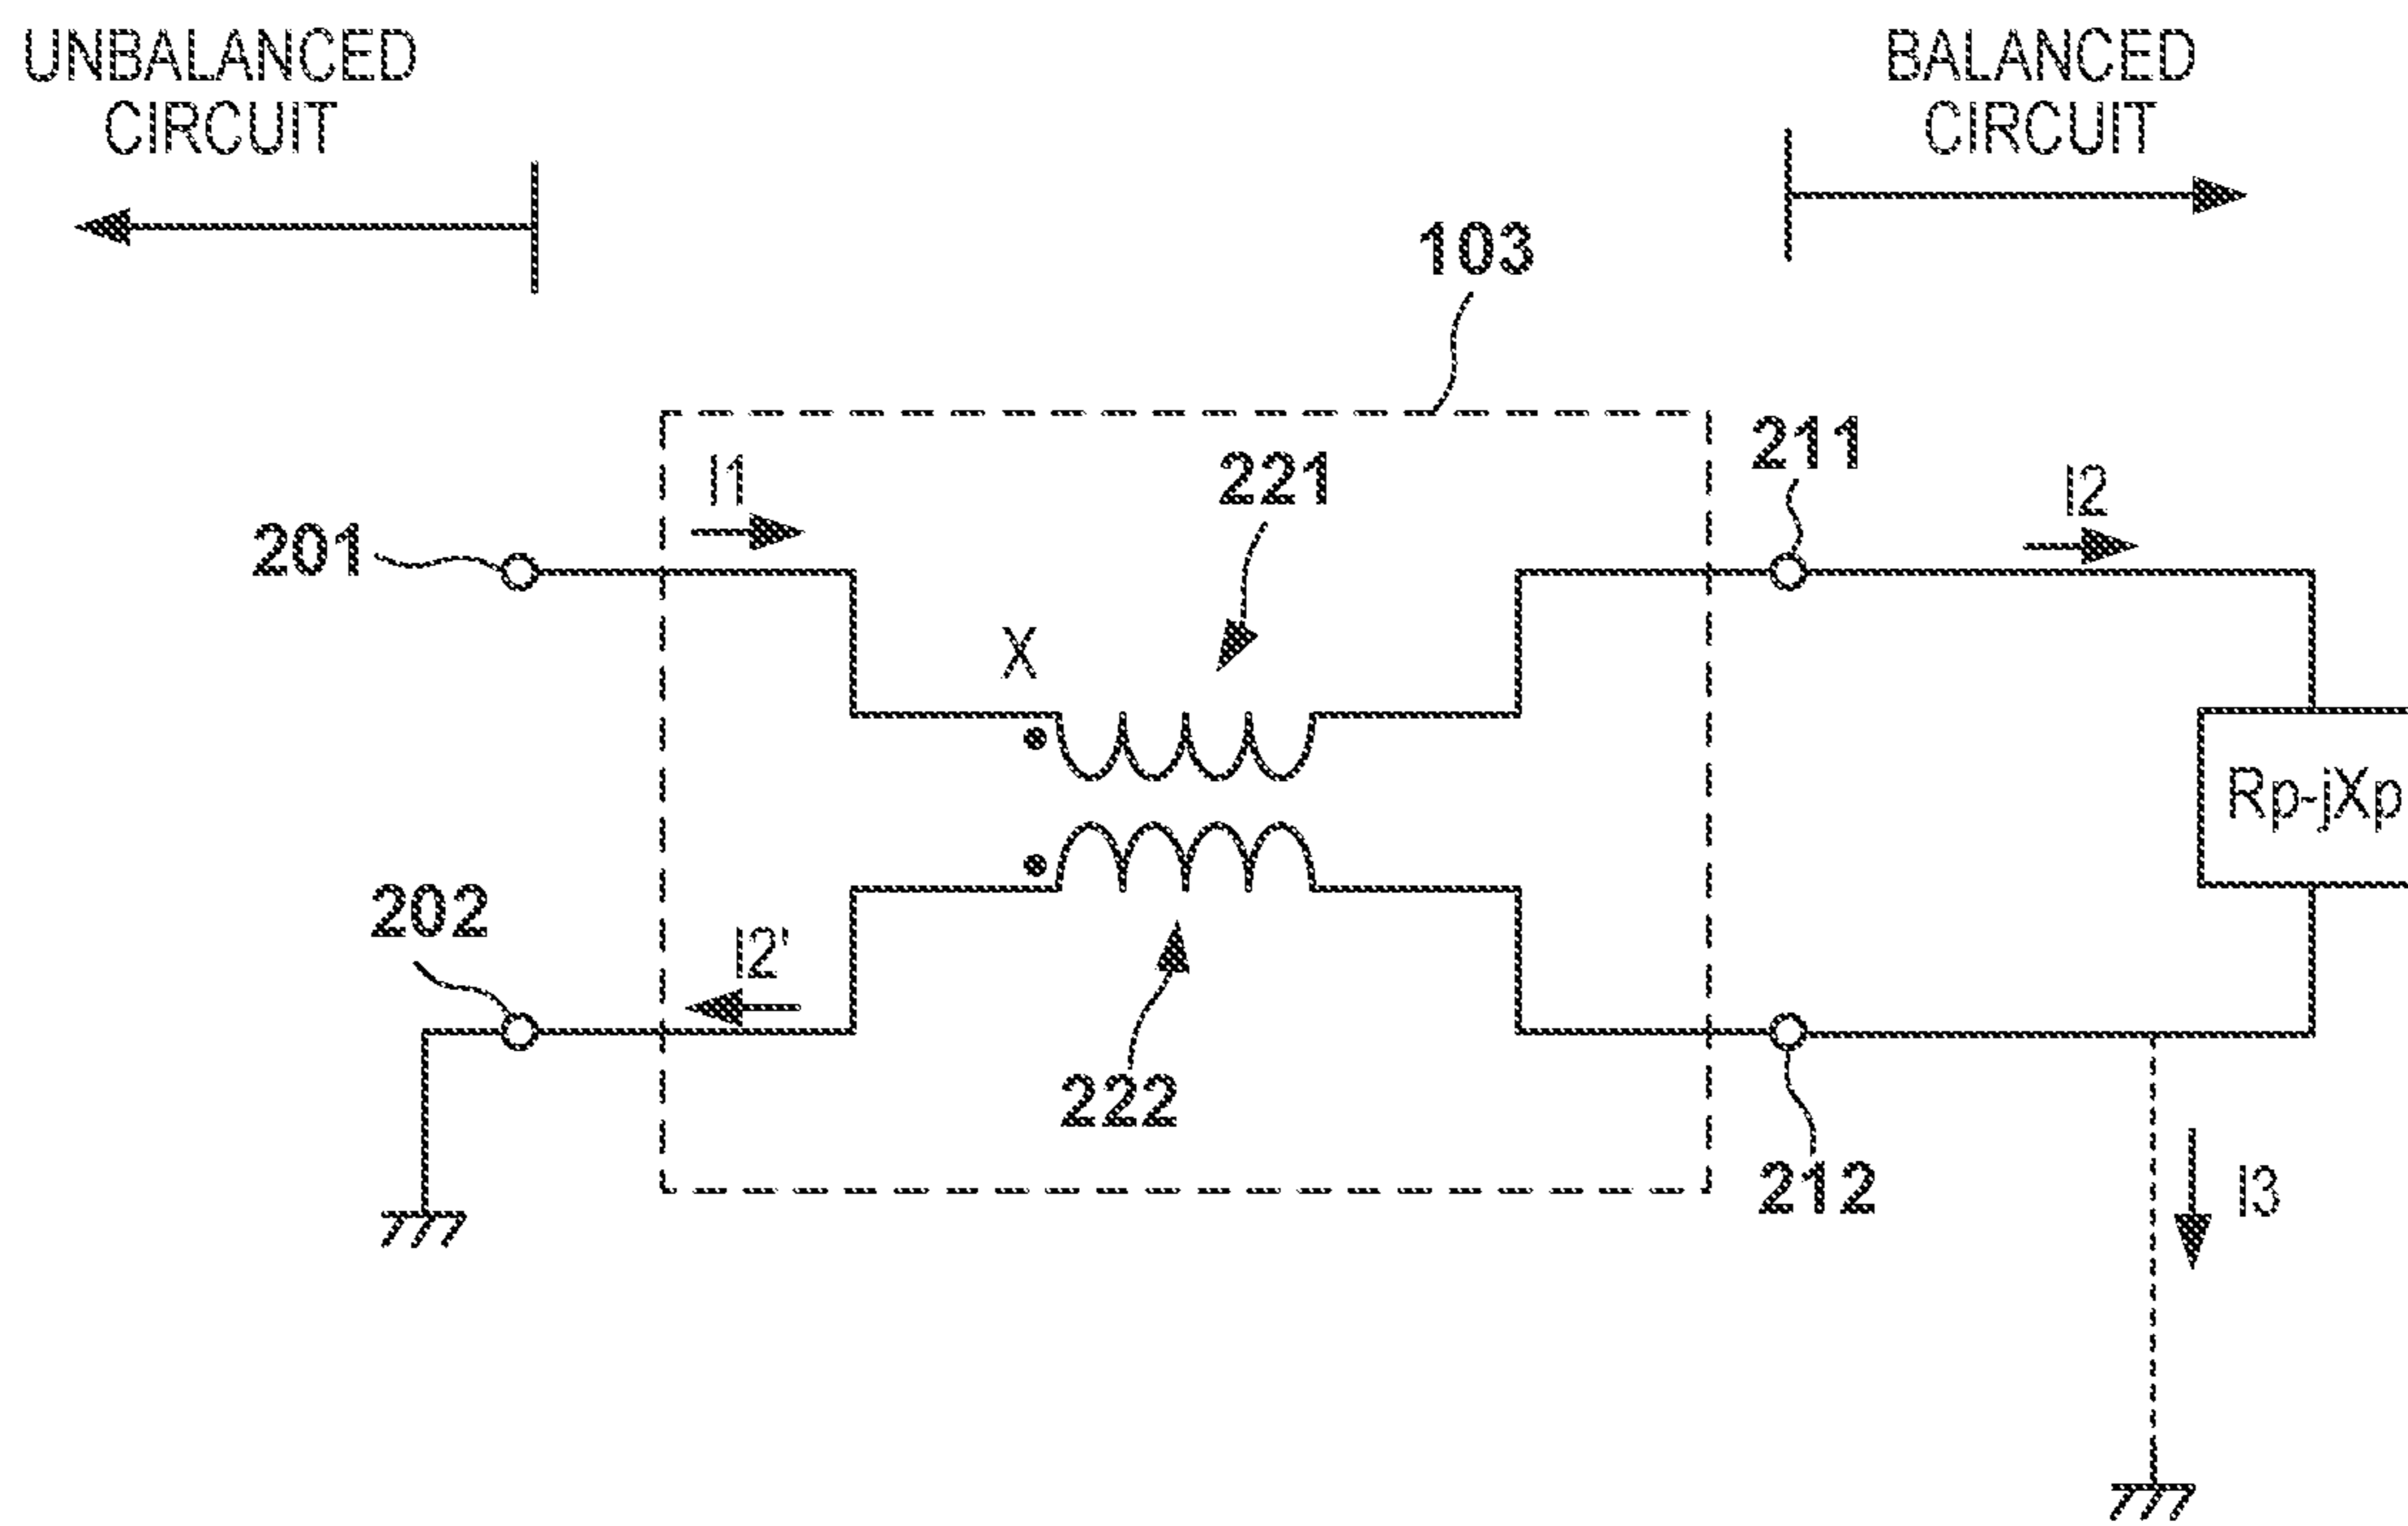 UNBALANCED
CIRCUIT
BALANCED
CIRCUIT
103
I1
221
211
I2
201
X
Rp-jXp
202
I2'
222
212
I3